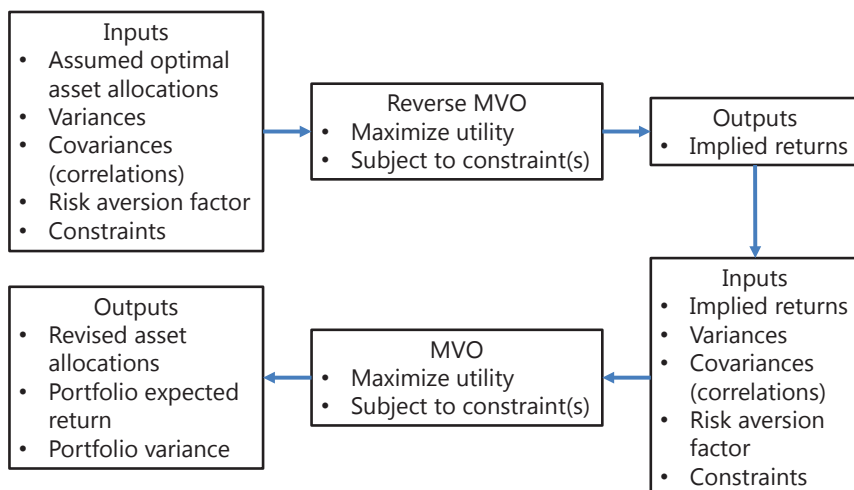 Inputs
• Assumed optimal
asset allocations
• Variances
• Covariances
(correlations)
• Risk aversion factor
• Constraints
Reverse MVO
• Maximize utility
• Subject to constraint(s)
Outputs
• Implied returns
Inputs
• Implied returns
• Variances
• Covariances
(correlations)
• Risk aversion
factor
• Constraints
MVO
• Maximize utility
• Subject to constraint(s)
Outputs
• Revised asset
allocations
• Portfolio expected
return
• Portfolio variance